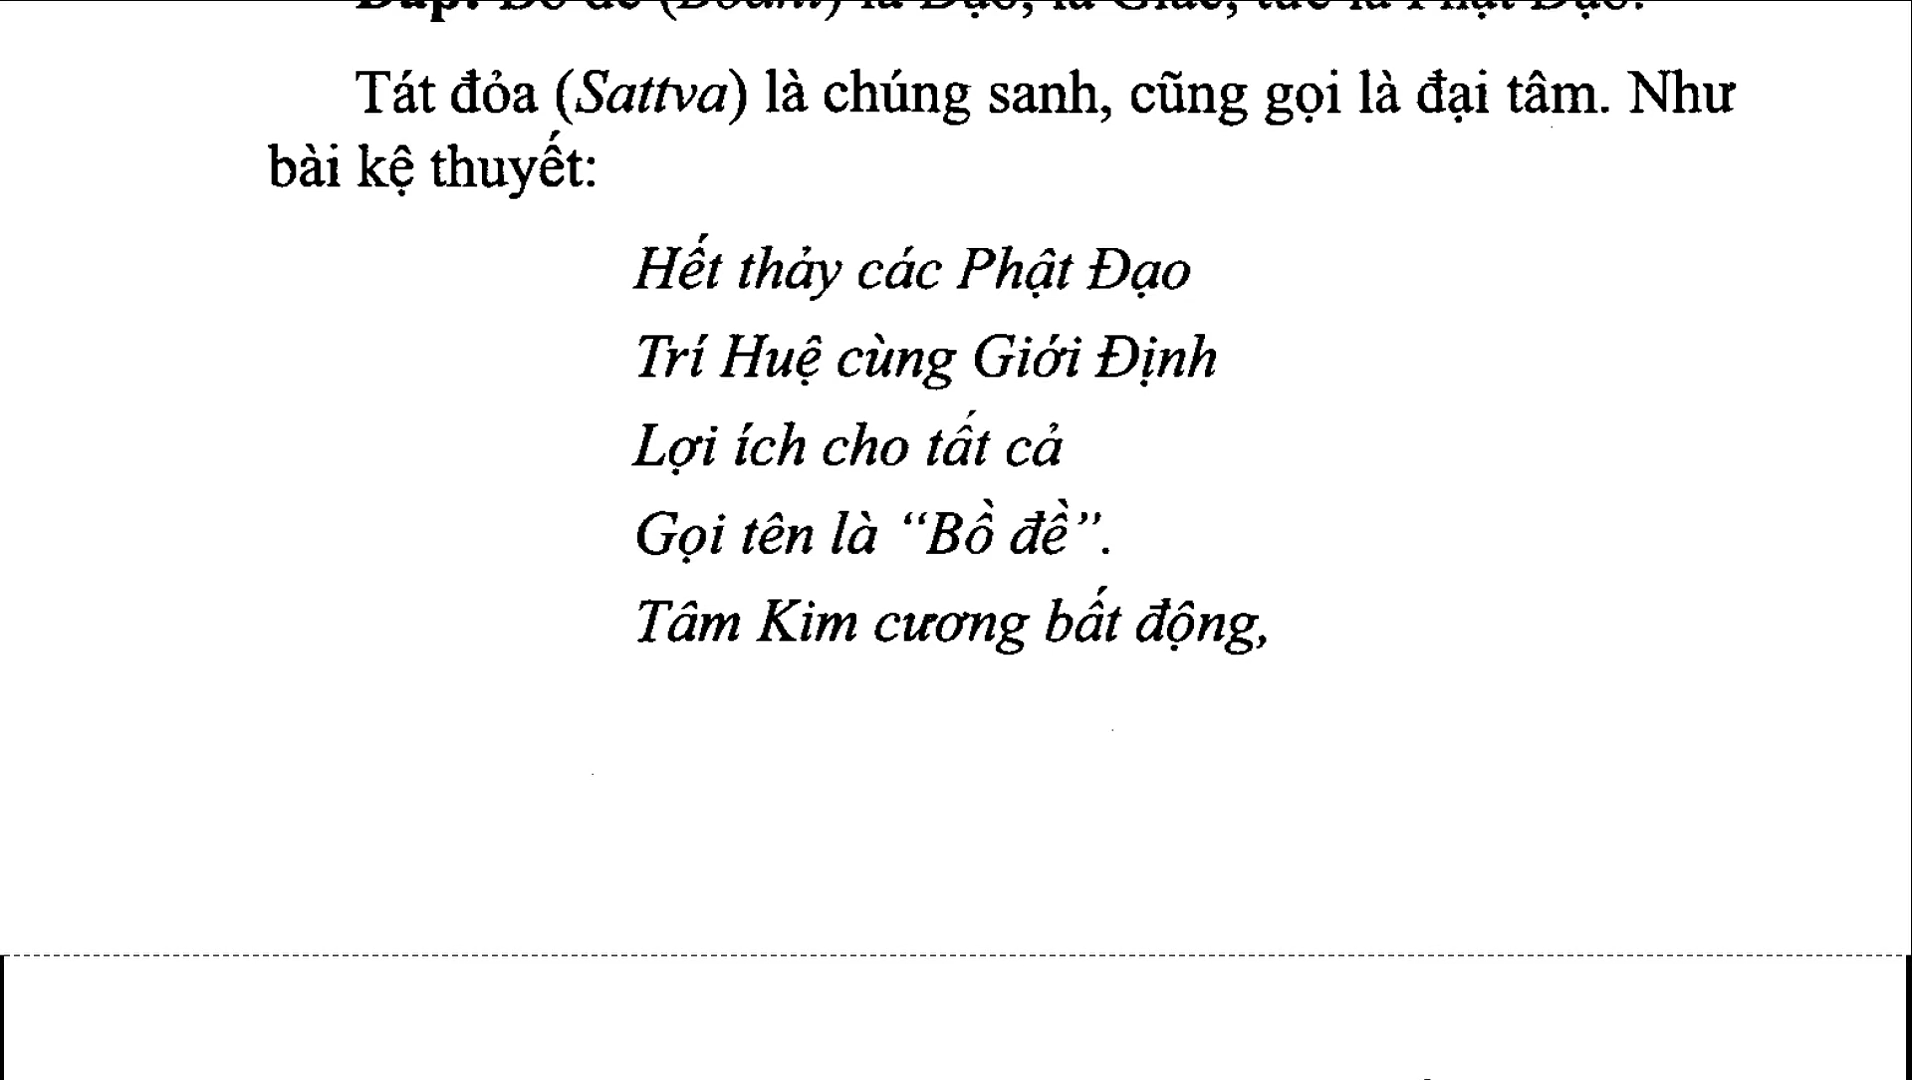 Tát đỏa (Sattva) là chúng sanh, cũng gọi là đại tâm. Như
bài kệ thuyết:
Hết thảy các Phật Đạo
Trí Huệ cùng Giới Định
Lợi ích cho tất cả
Gọi tên là “Bồ đề”.
Tâm Kim cương bất động,